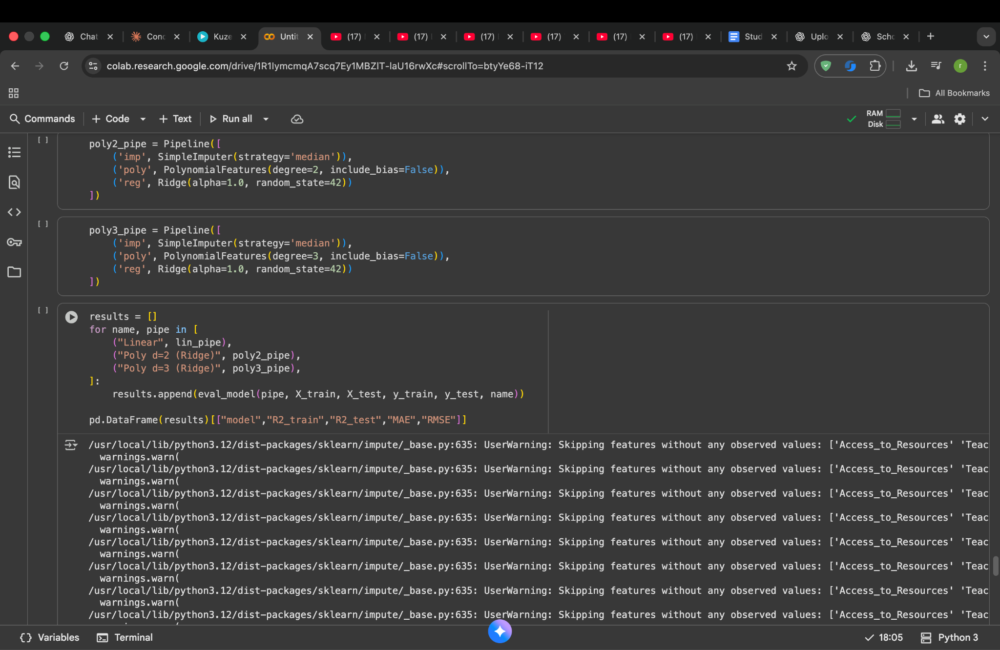 Chat
Conc
Kuze
Untit
(17)
(17)
(17)
(17)
(17)
(17)
Stud
Uplo
Scho
colab.research.google.com/drive/1R1lymcmqA7scq7Ey1MBZlT-laU16rwXc#scrollTo=btyYe68-iT12
r
All Bookmarks
Commands
+ Code
+ Text
Run all
RAM
Disk
[ ]
poly2_pipe = Pipeline([
('imp', SimpleImputer(strategy='median')),
('poly', PolynomialFeatures(degree=2, include_bias=False)),
('reg', Ridge(alpha=1.0, random_state=42))
])
[ ]
poly3_pipe = Pipeline([
('imp', SimpleImputer(strategy='median')),
('poly', PolynomialFeatures(degree=3, include_bias=False)),
('reg', Ridge(alpha=1.0, random_state=42))
])
[ ]
results = []
for name, pipe in [
("Linear", lin_pipe),
("Poly d=2 (Ridge)", poly2_pipe),
("Poly d=3 (Ridge)", poly3_pipe),
]:
results.append(eval_model(pipe, X_train, X_test, y_train, y_test, name))
pd.DataFrame(results)[["model","R2_train","R2_test","MAE","RMSE"]]
/usr/local/lib/python3.12/dist-packages/sklearn/impute/_base.py:635: UserWarning: Skipping features without any observed values: ['Access_to_Resources' 'Teac
warnings.warn(
/usr/local/lib/python3.12/dist-packages/sklearn/impute/_base.py:635: UserWarning: Skipping features without any observed values: ['Access_to_Resources' 'Teac
warnings.warn(
/usr/local/lib/python3.12/dist-packages/sklearn/impute/_base.py:635: UserWarning: Skipping features without any observed values: ['Access_to_Resources' 'Teac
warnings.warn(
/usr/local/lib/python3.12/dist-packages/sklearn/impute/_base.py:635: UserWarning: Skipping features without any observed values: ['Access_to_Resources' 'Teac
warnings.warn(
/usr/local/lib/python3.12/dist-packages/sklearn/impute/_base.py:635: UserWarning: Skipping features without any observed values: ['Access_to_Resources' 'Teac
warnings.warn(
/usr/local/lib/python3.12/dist-packages/sklearn/impute/_base.py:635: UserWarning: Skipping features without any observed values: ['Access_to_Resources' 'Teac
warnings.warn(
/usr/local/lib/python3.12/dist-packages/sklearn/impute/_base.py:635: UserWarning: Skipping features without any observed values: ['Access_to_Resources' 'Teac
warnings.warn(
/usr/local/lib/python3.12/dist-packages/sklearn/impute/_base.py:635: UserWarning: Skipping features without any observed values: ['Access_to_Resources' 'Teac
Variables
Terminal
18:05
Python 3